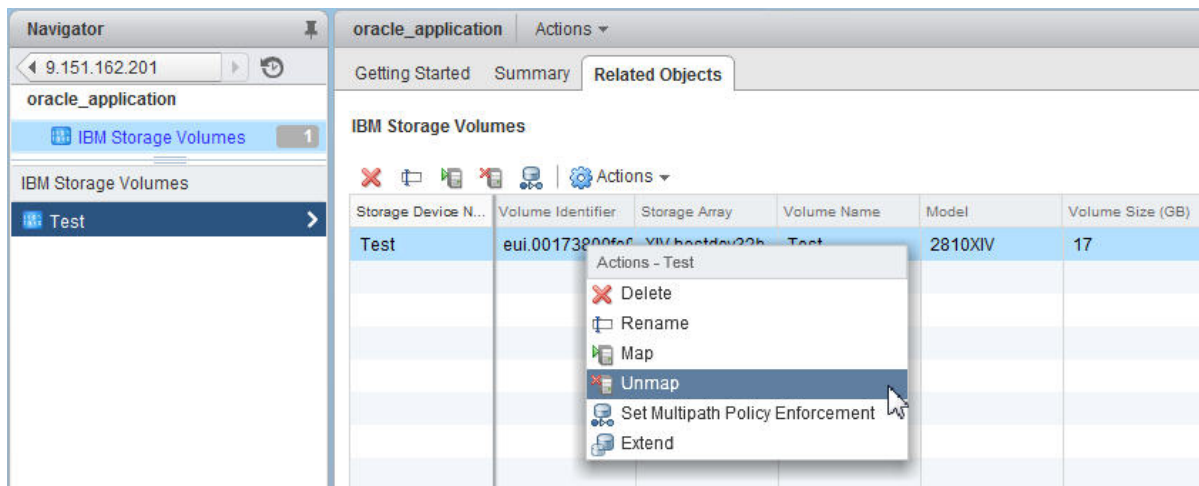 Navigator
9.151.162.201
oracle_application
IBM Storage Volumes 1
IBM Storage Volumes
Test
oracle_application Actions
Getting Started Summary Related Objects
IBM Storage Volumes
Actions
Storage Device N... Volume Identifier Storage Array Volume Name Model Volume Size (GB)
Test Test 2810XIV 17
Actions - Test
Delete
Rename
Map
Unmap
Set Multipath Policy Enforcement
Extend